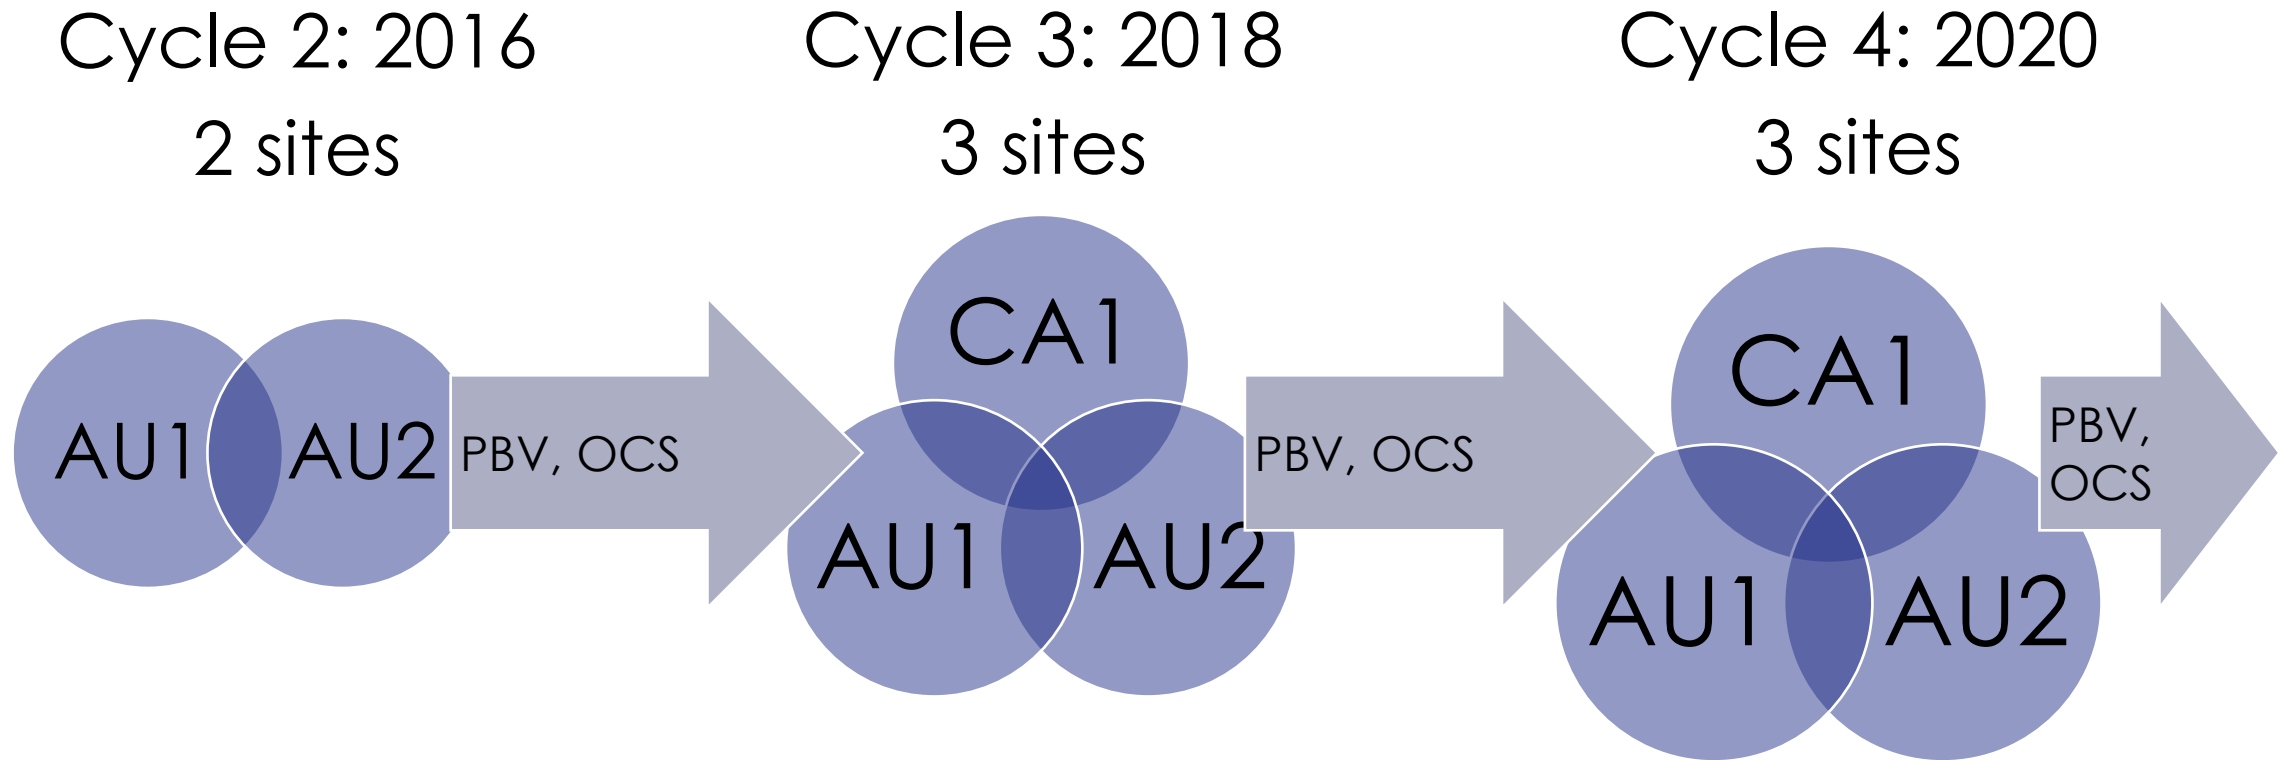 Cycle 2: 2016
2 sites
AU1
AU2
PBV, OCS
Cycle 3: 2018
3 sites
CA1
AU1
AU2
PBV, OCS
Cycle 4: 2020
3 sites
CA1
AU1
AU2
PBV,
OCS